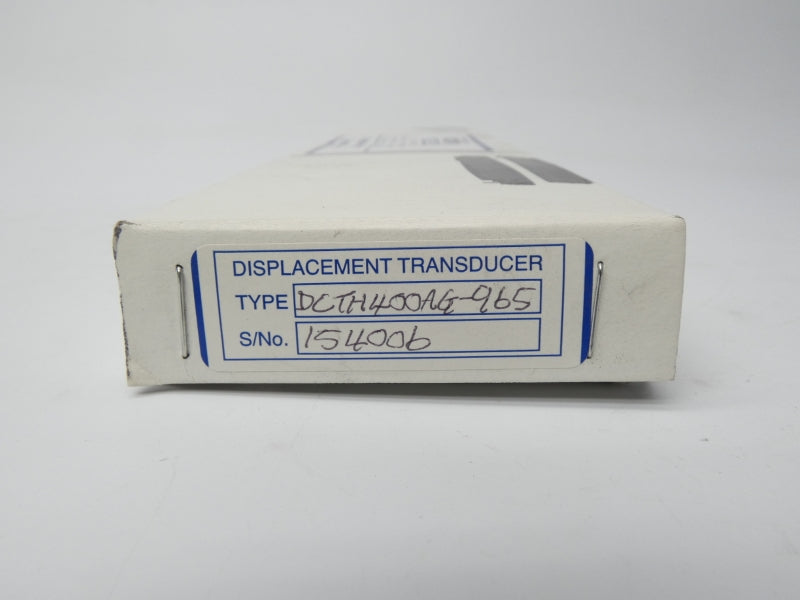 DISPLACEMENT TRANSDUCER
TYPE DCTH400AG-965
S/No. 154006